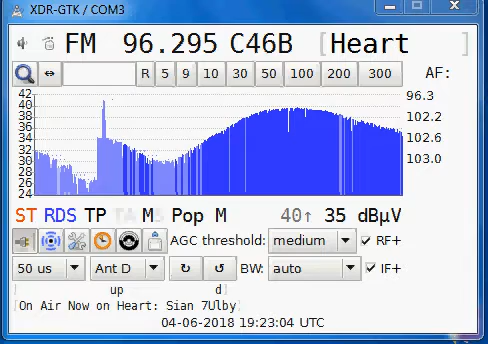 XDR-GTK / COM3
FM 96.295 C46B [Heart ]
R 5 9 10 30 50 100 200 300 AF:
42
40
38
36
34
32
30
28
26
24
96.3
102.2
102.6
103.0
ST RDS TP TA MS Pop M 40↑ 35 dBµV
AGC threshold: medium RF+
50 us Ant D BW: auto IF+
[ up d]
[On Air Now on Heart: Sian 7Ulby]
04-06-2018 19:23:04 UTC